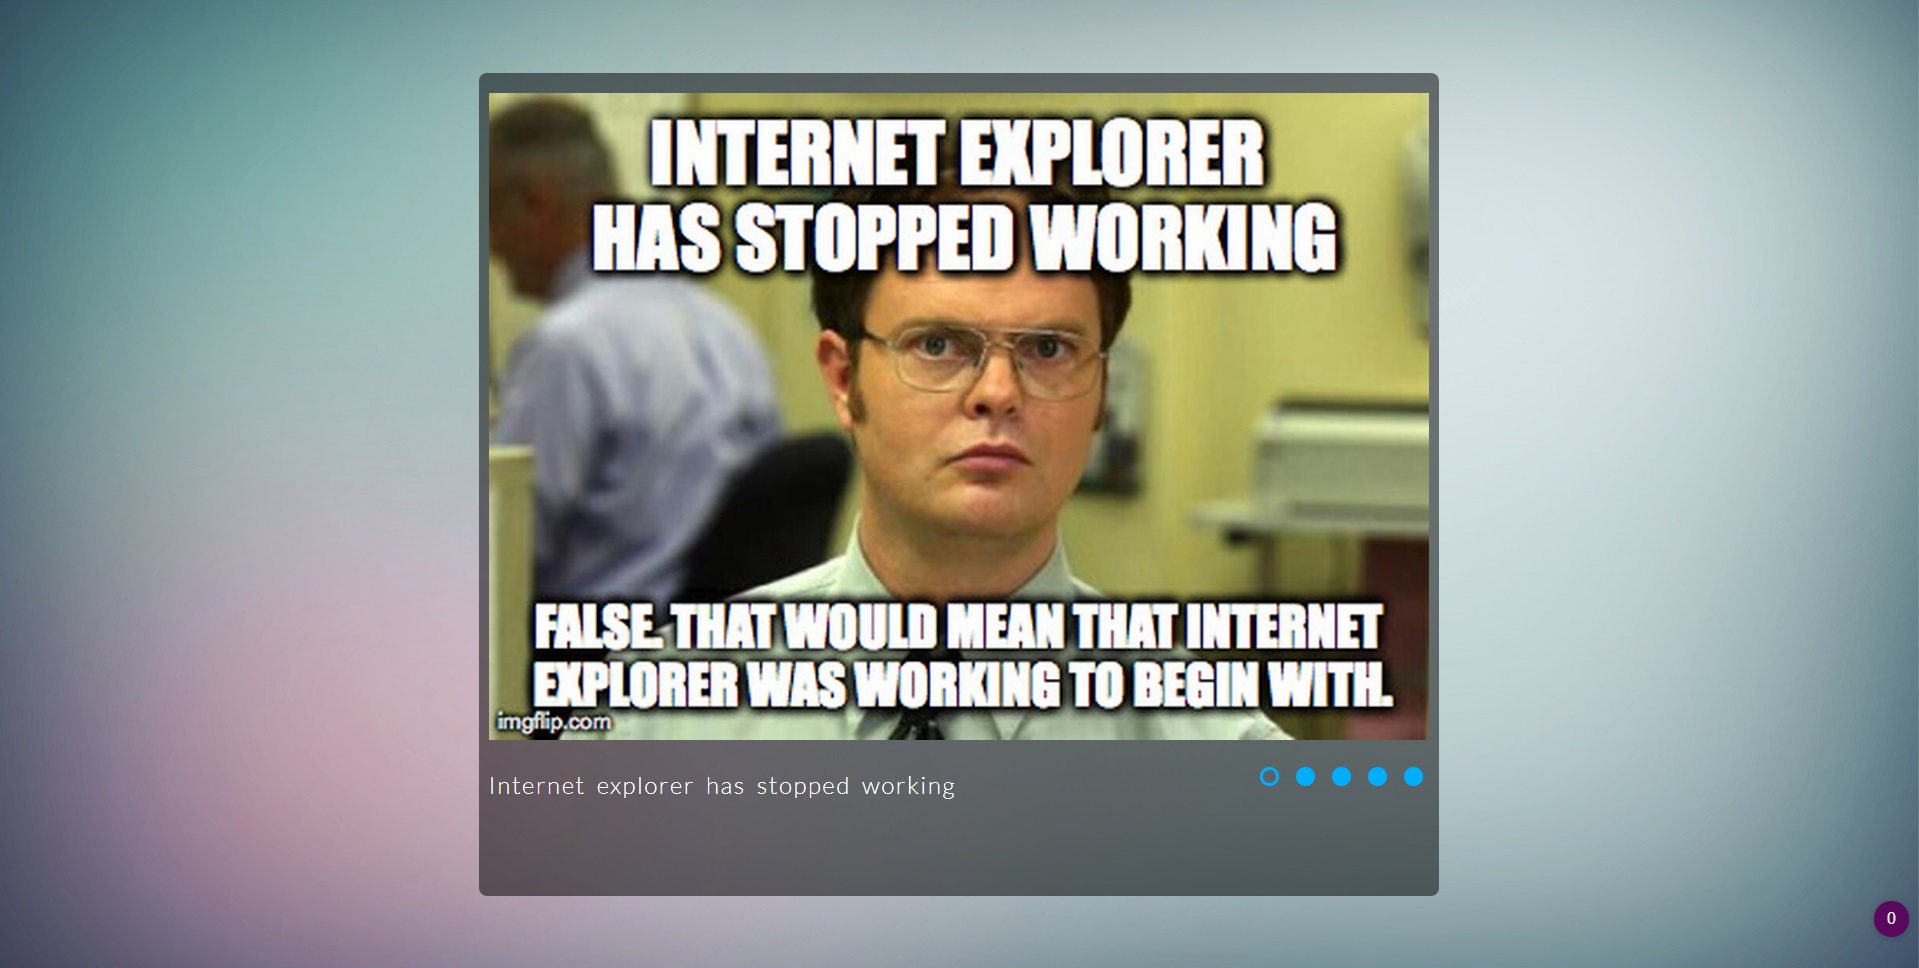 INTERNET EXPLORER
HAS STOPPED WORKING
FALSE. THAT WOULD MEAN THAT INTERNET
EXPLORER WAS WORKING TO BEGIN WITH.
imgflip.com
Internet explorer has stopped working
0